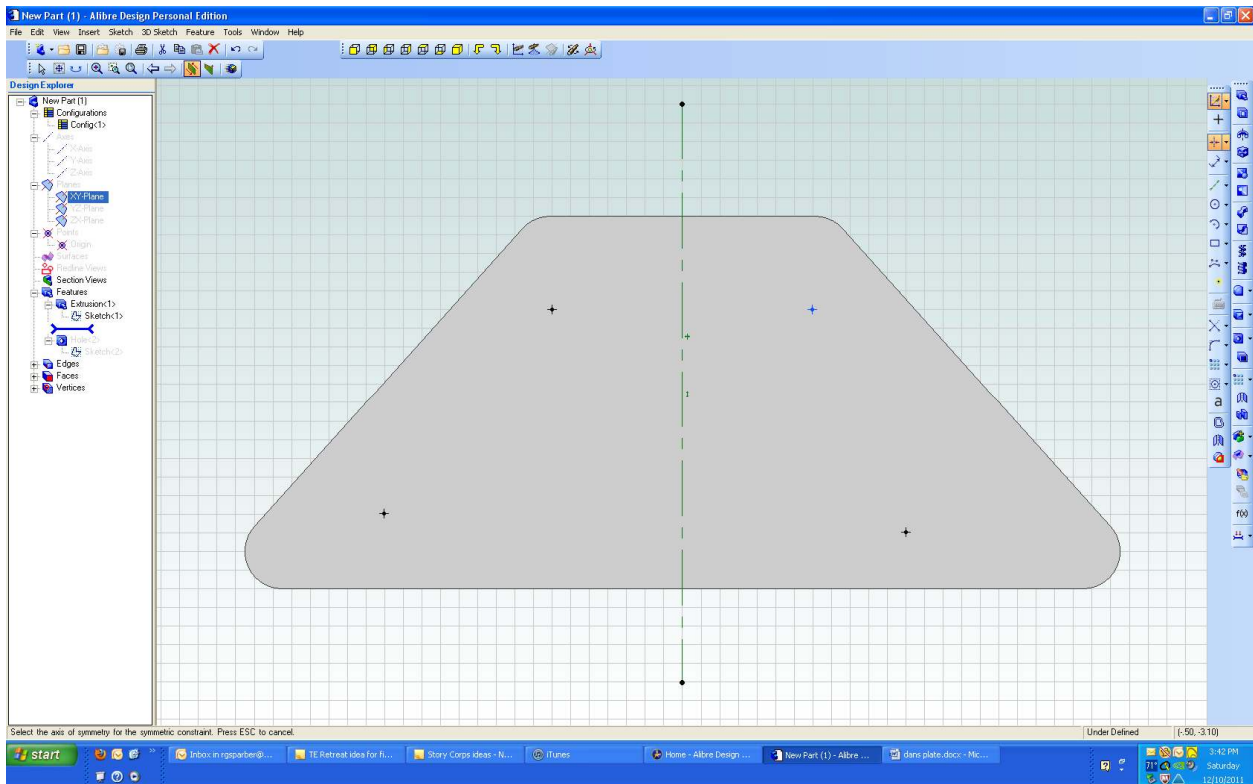 New Part (1) - Alibre Design Personal Edition
File Edit View Insert Sketch 3D Sketch Feature Tools Window Help
Design Explorer
New Part (1)
Configurations
Config<1>
Axes
X-Axis
Y-Axis
Z-Axis
Planes
XY-Plane
YZ-Plane
ZX-Plane
Points
Origin
Surfaces
Redline Views
Section Views
Features
Extrusion<1>
Sketch<1>
Hole<2>
Sketch<2>
Edges
Faces
Vertices
a
f(x)
Select the axis of symmetry for the symmetric constraint. Press ESC to cancel.
Under Defined
(-.50, -3.10)
start
Inbox in rgsparber@...
TE Retreat idea for fi...
Story Corps ideas - N...
iTunes
Home - Alibre Design ...
New Part (1) - Alibre ...
dans plate.docx - Mic...
71°
3:42 PM
Saturday
12/10/2011